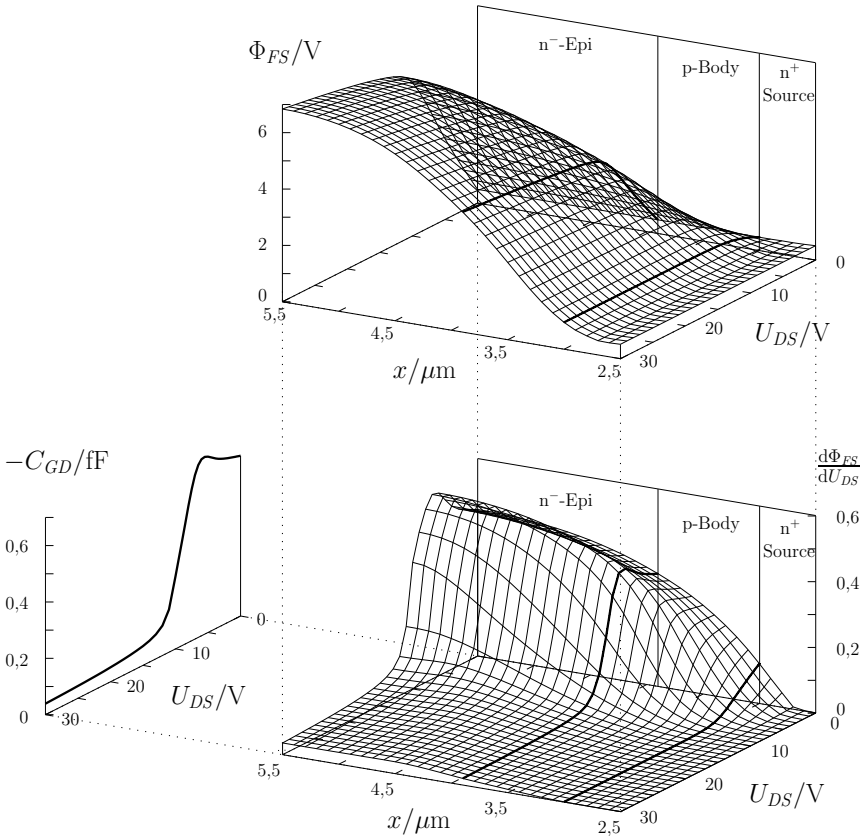 Φ_FS/V
n⁻-Epi
p-Body
n⁺
Source
6
4
2
0
5,5
4,5
3,5
2,5
x/μm
0
10
20
30
U_DS/V
−C_GD/fF
0,6
0,4
0,2
0
0
10
20
30
U_DS/V
dΦ_FS
dU_DS
n⁻-Epi
p-Body
n⁺
Source
0,6
0,4
0,2
0
0
10
20
30
U_DS/V
5,5
4,5
3,5
2,5
x/μm